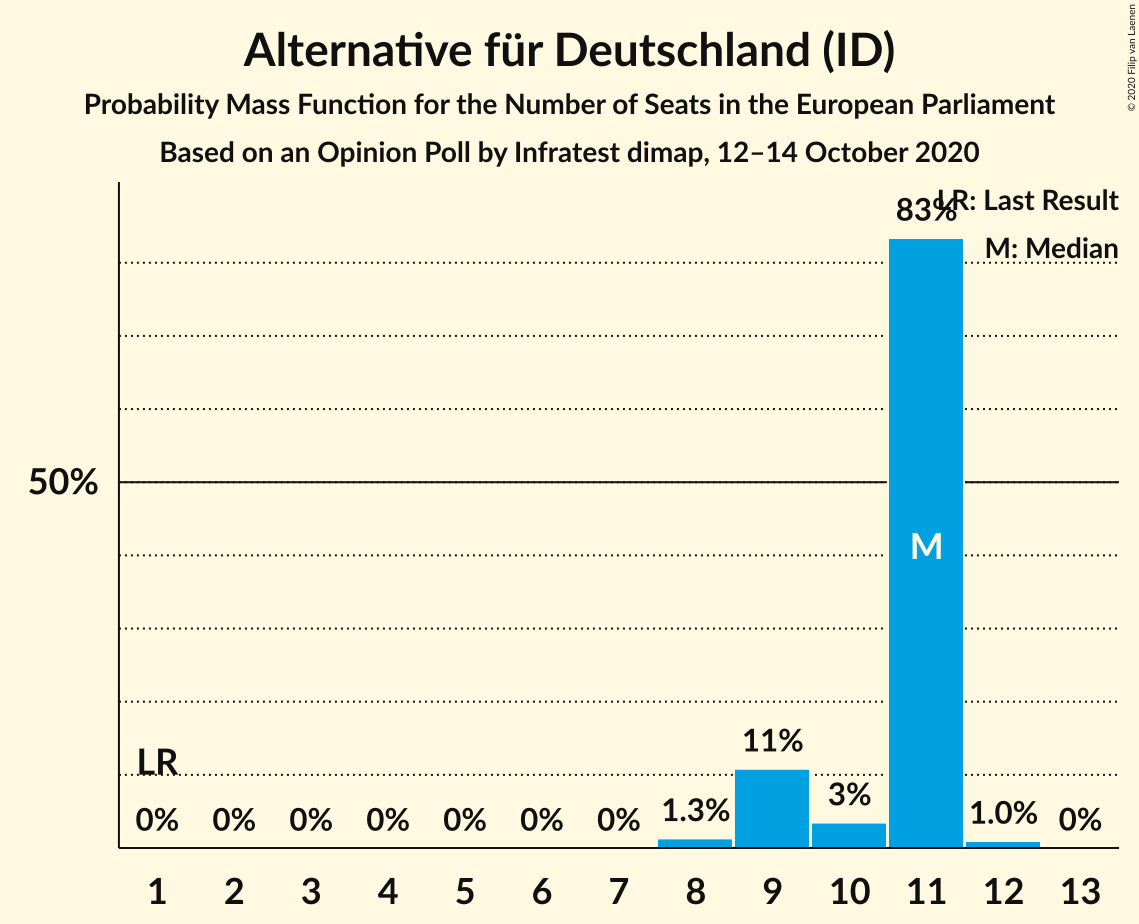 Alternative für Deutschland (ID)
Probability Mass Function for the Number of Seats in the European Parliament
Based on an Opinion Poll by Infratest dimap, 12–14 October 2020
© 2020 Filip van Laenen
LR: Last Result
M: Median
83%
50%
M
LR
11%
3%
1.3%
1.0%
0% 0% 0% 0% 0% 0% 0% 0%
1 2 3 4 5 6 7 8 9 10 11 12 13